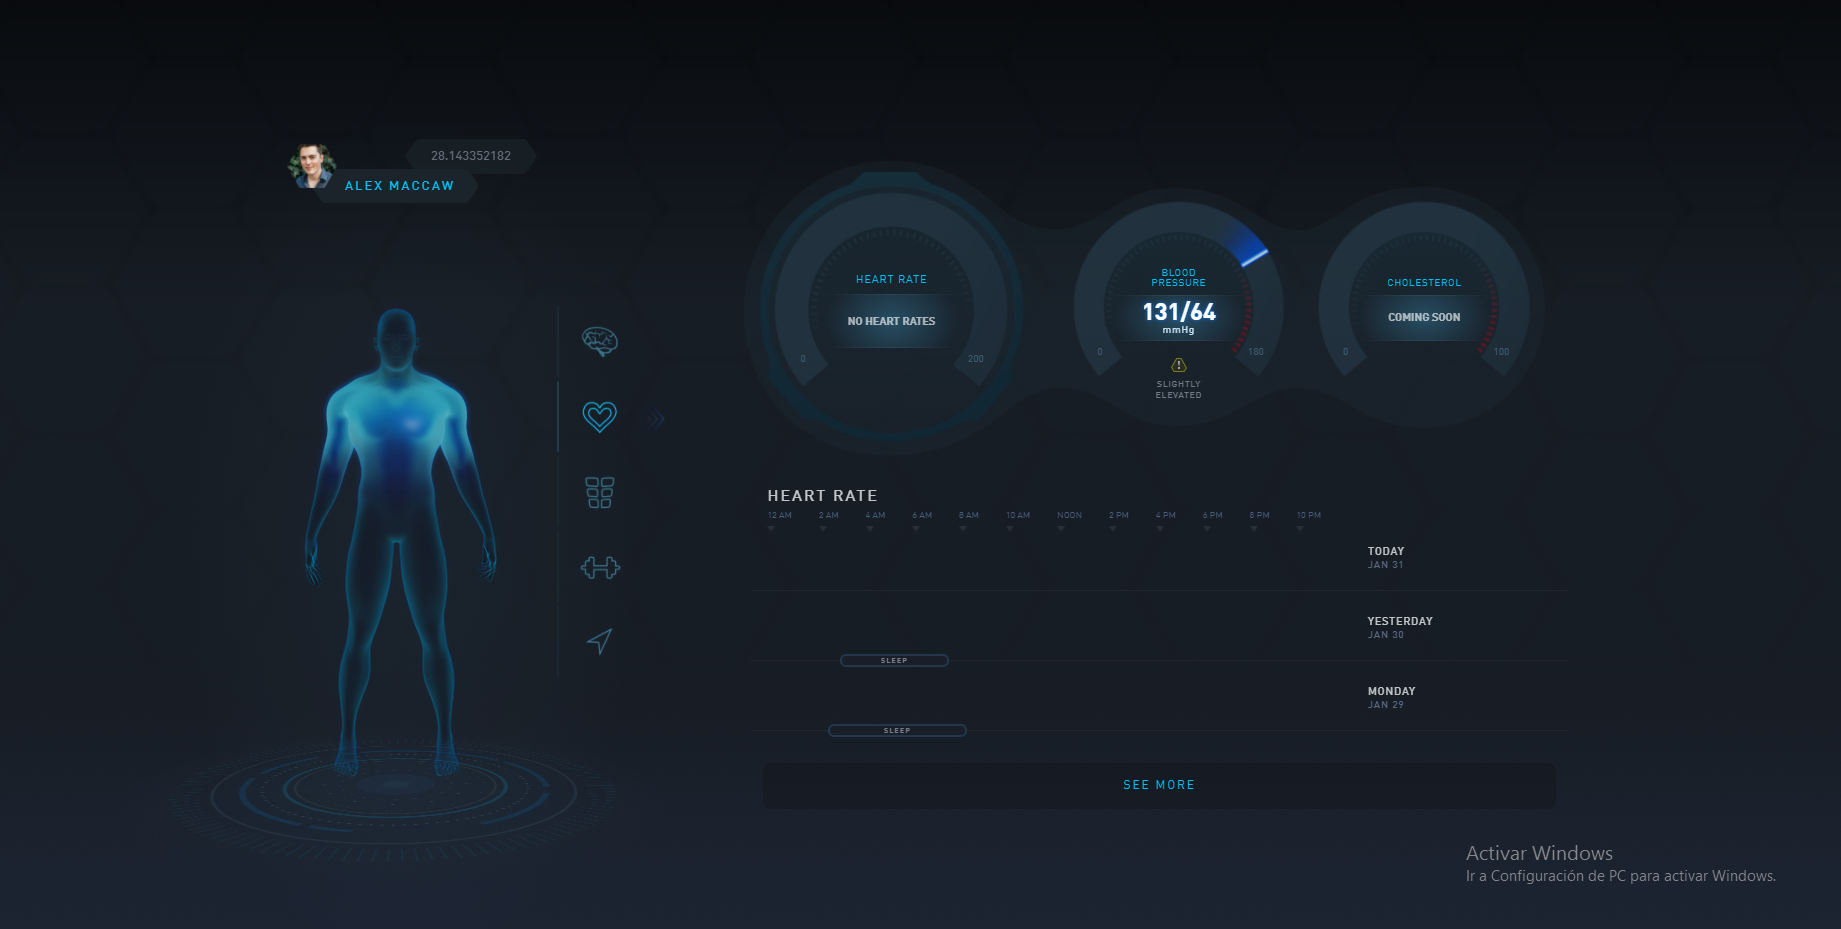 28.143352182
ALEX MACCAW
HEART RATE
NO HEART RATES
0
200
BLOOD
PRESSURE
131/64
mmHg
0
180
SLIGHTLY
ELEVATED
CHOLESTEROL
COMING SOON
0
100
HEART RATE
12 AM 2 AM 4 AM 6 AM 8 AM 10 AM NOON 2 PM 4 PM 6 PM 8 PM 10 PM
TODAY
JAN 31
YESTERDAY
JAN 30
SLEEP
MONDAY
JAN 29
SLEEP
SEE MORE
Activar Windows
Ir a Configuración de PC para activar Windows.